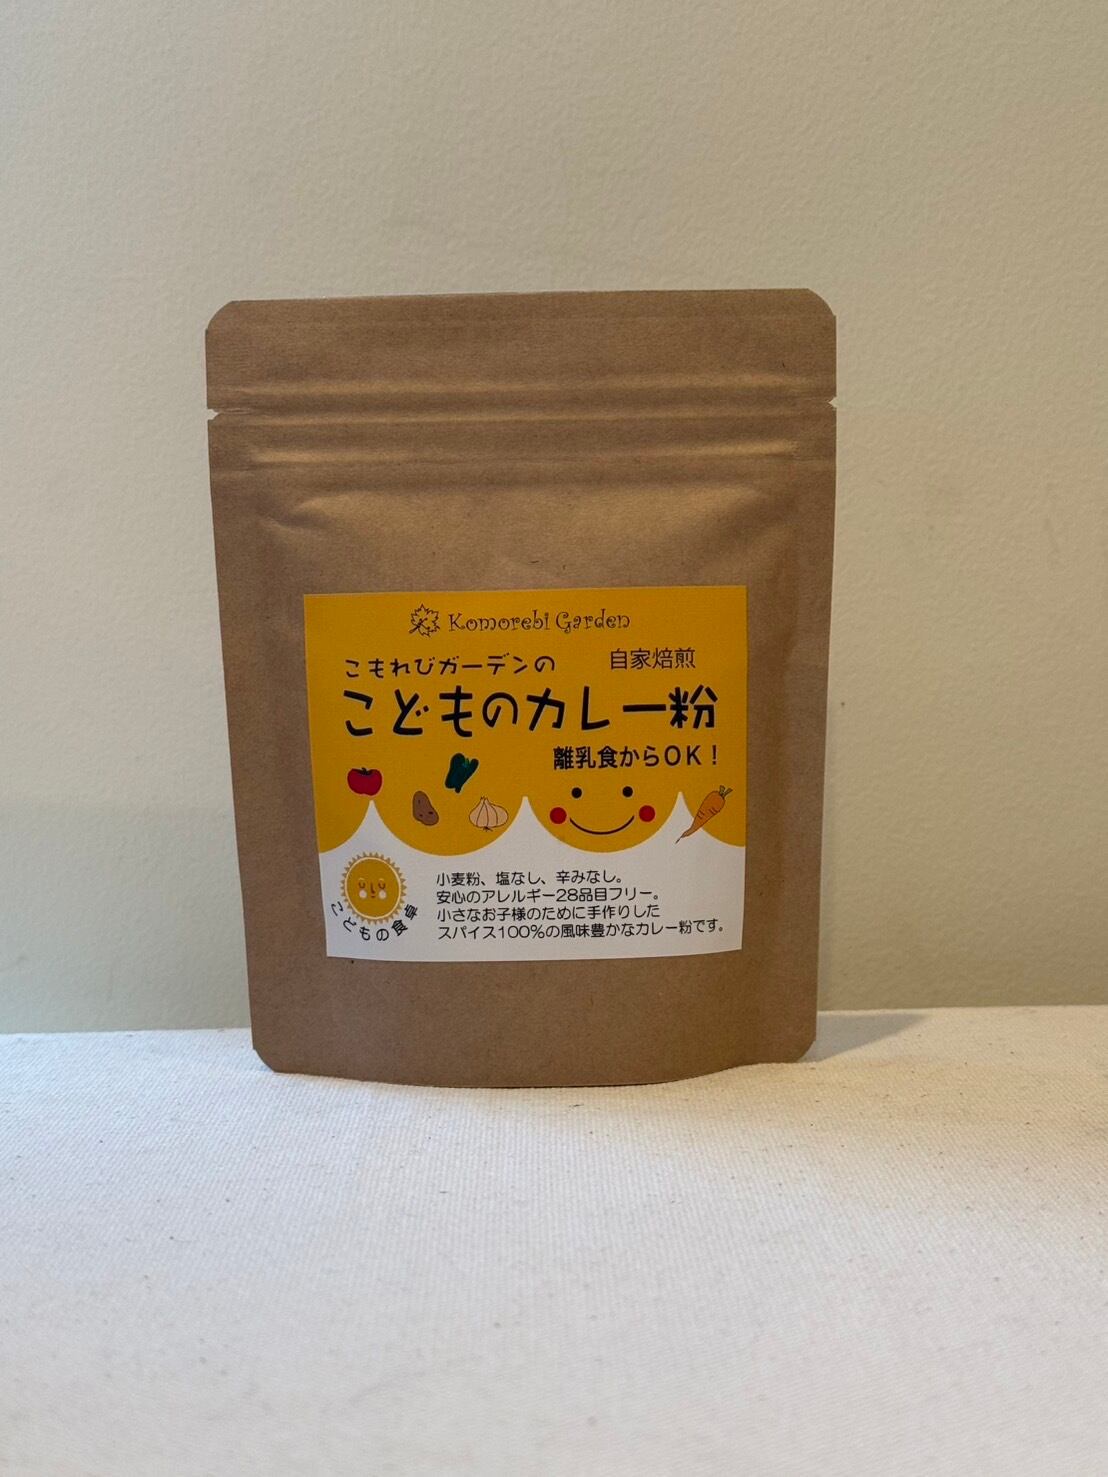 Komorebi Garden
こもれびガーデンの 自家焙煎
こどものカレー粉
離乳食からOK！
小麦粉、塩なし、辛みなし。
安心のアレルギー28品目フリー。
小さなお子様のために手作りした
スパイス100%の風味豊かなカレー粉です。
こどもの食卓